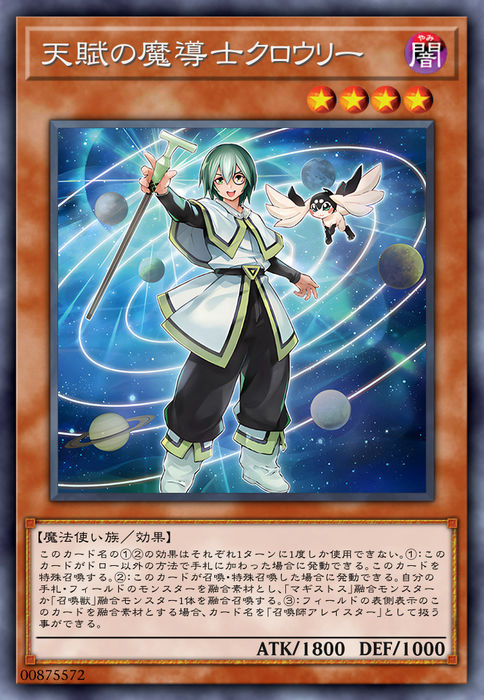 天賦の魔導士クロウリー
やみ
闇
【魔法使い族／効果】
このカード名の①②の効果はそれぞれ1ターンに1度しか使用できない。①：この
カードがドロー以外の方法で手札に加わった場合に発動できる。このカードを
特殊召喚する。②：このカードが召喚・特殊召喚した場合に発動できる。自分の
手札・フィールドのモンスターを融合素材とし、「マギストス」融合モンスター
か「召喚獣」融合モンスター1体を融合召喚する。③：フィールドの表側表示のこ
のカードを融合素材とする場合、カード名を「召喚師アレイスター」として扱う
事ができる。
ATK/1800 DEF/1000
00875572